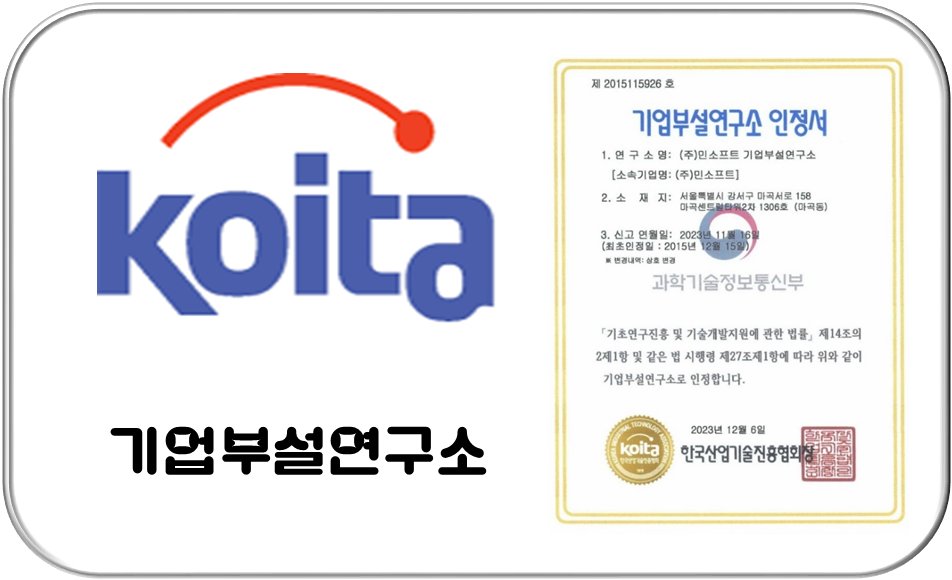 koita
기업부설연구소
제 2015115926 호
기업부설연구소 인정서
1. 연 구 소 명: (주)민소프트 기업부설연구소
[소속기업명: (주)민소프트]
2. 소 재 지: 서울특별시 강서구 마곡서로 158
마곡센트럴타워2차 1306호 (마곡동)
3. 신고 연월일: 2023년 11월 16일
(최초인정일 : 2015년 12월 15일)
※ 변경내역: 상호 변경
과학기술정보통신부
「기초연구진흥 및 기술개발지원에 관한 법률」 제14조의
2제1항 및 같은 법 시행령 제27조제1항에 따라 위와 같이
기업부설연구소로 인정합니다.
2023년 12월 6일
한국산업기술진흥협회장
koita